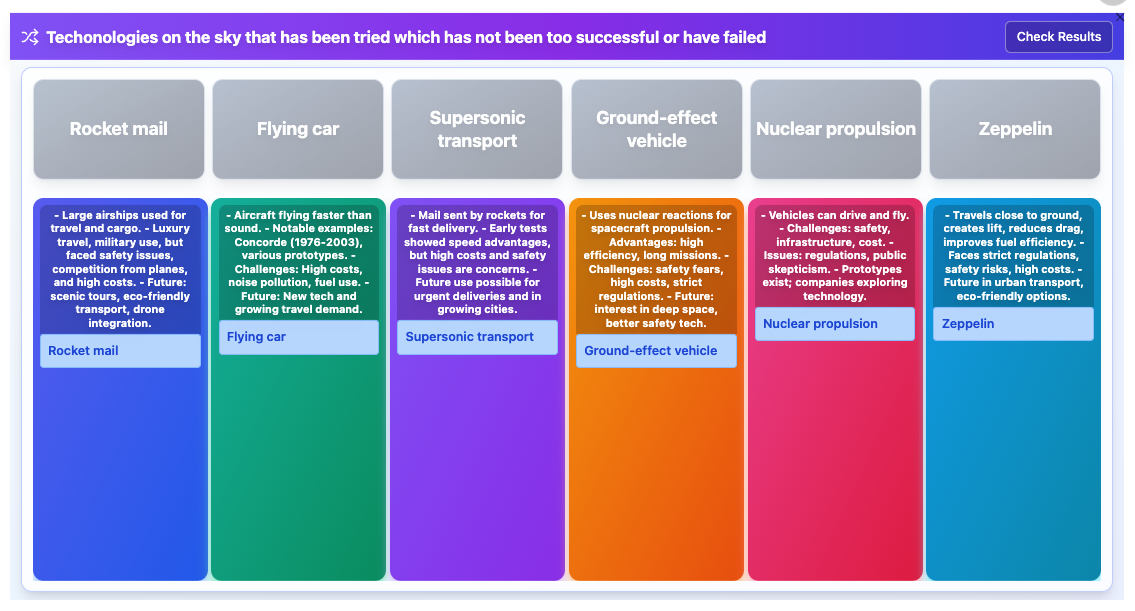 Techonologies on the sky that has been tried which has not been too successful or have failed
Check Results
Rocket mail
Flying car
Supersonic
transport
Ground-effect
vehicle
Nuclear propulsion
Zeppelin
- Large airships used for
travel and cargo. - Luxury
travel, military use, but
faced safety issues,
competition from planes,
and high costs. - Future:
scenic tours, eco-friendly
transport, drone
integration.
Rocket mail
- Aircraft flying faster than
sound. - Notable examples:
Concorde (1976-2003),
various prototypes. -
Challenges: High costs,
noise pollution, fuel use. -
Future: New tech and
growing travel demand.
Flying car
- Mail sent by rockets for
fast delivery. - Early tests
showed speed advantages,
but high costs and safety
issues are concerns. -
Future use possible for
urgent deliveries and in
growing cities.
Supersonic transport
- Uses nuclear reactions for
spacecraft propulsion. -
Advantages: high
efficiency, long missions. -
Challenges: safety fears,
high costs, strict
regulations. - Future:
interest in deep space,
better safety tech.
Ground-effect vehicle
- Vehicles can drive and fly.
- Challenges: safety,
infrastructure, cost. -
Issues: regulations, public
skepticism. - Prototypes
exist; companies exploring
technology.
Nuclear propulsion
- Travels close to ground,
creates lift, reduces drag,
improves fuel efficiency. -
Faces strict regulations,
safety risks, high costs. -
Future in urban transport,
eco-friendly options.
Zeppelin